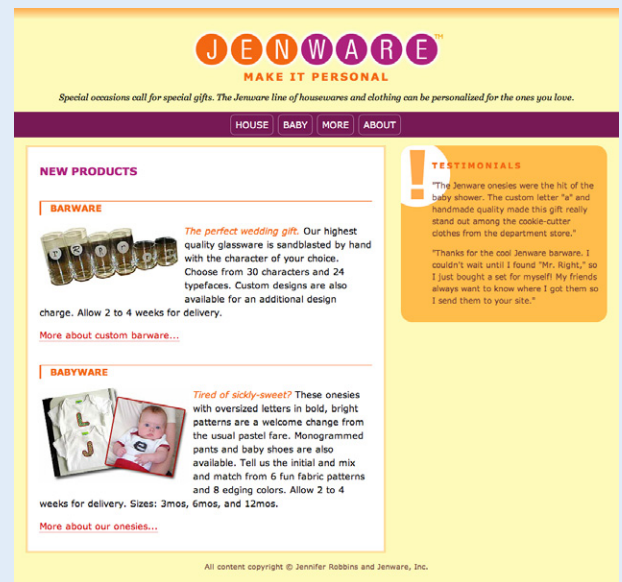 JENWARE™
MAKE IT PERSONAL
Special occasions call for special gifts. The Jenware line of housewares and clothing can be personalized for the ones you love.
HOUSE BABY MORE ABOUT
NEW PRODUCTS
BARWARE
The perfect wedding gift. Our highest
quality glassware is sandblasted by hand
with the character of your choice.
Choose from 30 characters and 24
typefaces. Custom designs are also
available for an additional design
charge. Allow 2 to 4 weeks for delivery.
More about custom barware...
BABYWARE
L
J
e
Tired of sickly-sweet? These onesies
with oversized letters in bold, bright
patterns are a welcome change from
the usual pastel fare. Monogrammed
pants and baby shoes are also
available. Tell us the initial and mix
and match from 6 fun fabric patterns
and 8 edging colors. Allow 2 to 4
weeks for delivery. Sizes: 3mos, 6mos, and 12mos.
More about our onesies...
!
TESTIMONIALS
"The Jenware onesies were the hit of the
baby shower. The custom letter "a" and
handmade quality made this gift really
stand out among the cookie-cutter
clothes from the department store."
"Thanks for the cool Jenware barware. I
couldn't wait until I found "Mr. Right," so
I just bought a set for myself! My friends
always want to know where I got them so
I send them to your site."
All content copyright © Jennifer Robbins and Jenware, Inc.